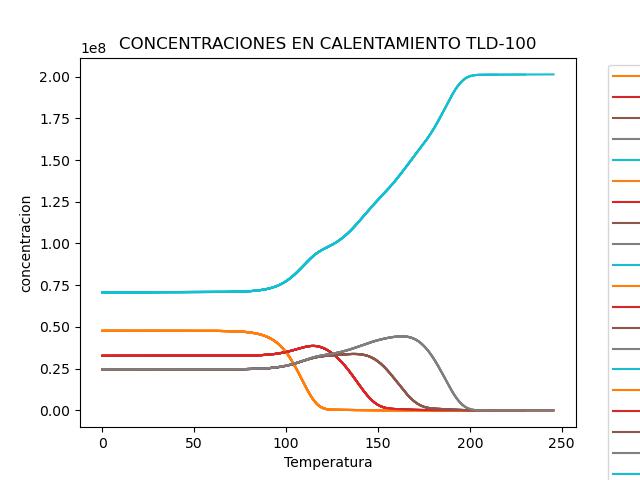 CONCENTRACIONES EN CALENTAMIENTO TLD-100
1e8
2.00
1.75
1.50
1.25
1.00
0.75
0.50
0.25
0.00
concentracion
0 50 100 150 200 250
Temperatura